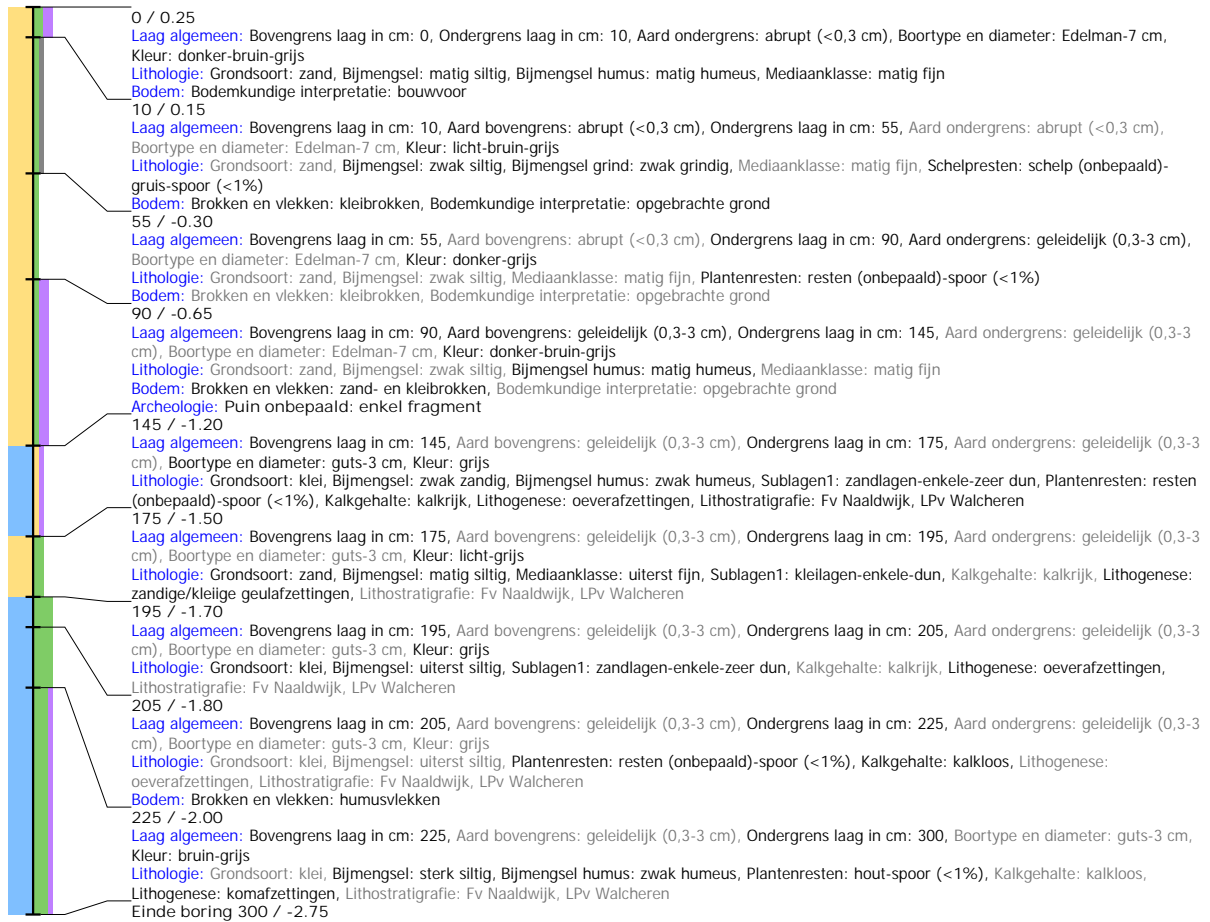 0 / 0.25
Laag algemeen: Bovengrens laag in cm: 0, Ondergrens laag in cm: 10, Aard ondergrens: abrupt (<0,3 cm), Boortype en diameter: Edelman-7 cm,
Kleur: donker-bruin-grijs
Lithologie: Grondsoort: zand, Bijmengsel: matig siltig, Bijmengsel humus: matig humeus, Mediaanklasse: matig fijn
Bodem: Bodemkundige interpretatie: bouwvoor
10 / 0.15
Laag algemeen: Bovengrens laag in cm: 10, Aard bovengrens: abrupt (<0,3 cm), Ondergrens laag in cm: 55, Aard ondergrens: abrupt (<0,3 cm),
Boortype en diameter: Edelman-7 cm, Kleur: licht-bruin-grijs
Lithologie: Grondsoort: zand, Bijmengsel: zwak siltig, Bijmengsel grind: zwak grindig, Mediaanklasse: matig fijn, Schelpresten: schelp (onbepaald)-
gruis-spoor (<1%)
Bodem: Brokken en vlekken: kleibrokken, Bodemkundige interpretatie: opgebrachte grond
55 / -0.30
Laag algemeen: Bovengrens laag in cm: 55, Aard bovengrens: abrupt (<0,3 cm), Ondergrens laag in cm: 90, Aard ondergrens: geleidelijk (0,3-3 cm),
Boortype en diameter: Edelman-7 cm, Kleur: donker-grijs
Lithologie: Grondsoort: zand, Bijmengsel: zwak siltig, Mediaanklasse: matig fijn, Plantenresten: resten (onbepaald)-spoor (<1%)
Bodem: Brokken en vlekken: kleibrokken, Bodemkundige interpretatie: opgebrachte grond
90 / -0.65
Laag algemeen: Bovengrens laag in cm: 90, Aard bovengrens: geleidelijk (0,3-3 cm), Ondergrens laag in cm: 145, Aard ondergrens: geleidelijk (0,3-3
cm), Boortype en diameter: Edelman-7 cm, Kleur: donker-bruin-grijs
Lithologie: Grondsoort: zand, Bijmengsel: zwak siltig, Bijmengsel humus: matig humeus, Mediaanklasse: matig fijn
Bodem: Brokken en vlekken: zand- en kleibrokken, Bodemkundige interpretatie: opgebrachte grond
Archeologie: Puin onbepaald: enkel fragment
145 / -1.20
Laag algemeen: Bovengrens laag in cm: 145, Aard bovengrens: geleidelijk (0,3-3 cm), Ondergrens laag in cm: 175, Aard ondergrens: geleidelijk (0,3-3
cm), Boortype en diameter: guts-3 cm, Kleur: grijs
Lithologie: Grondsoort: klei, Bijmengsel: zwak zandig, Bijmengsel humus: zwak humeus, Sublagen1: zandlagen-enkele-zeer dun, Plantenresten: resten
(onbepaald)-spoor (<1%), Kalkgehalte: kalkrijk, Lithogenese: oeverafzettingen, Lithostratigrafie: Fv Naaldwijk, LPv Walcheren
175 / -1.50
Laag algemeen: Bovengrens laag in cm: 175, Aard bovengrens: geleidelijk (0,3-3 cm), Ondergrens laag in cm: 195, Aard ondergrens: geleidelijk (0,3-3
cm), Boortype en diameter: guts-3 cm, Kleur: licht-grijs
Lithologie: Grondsoort: zand, Bijmengsel: matig siltig, Mediaanklasse: uiterst fijn, Sublagen1: kleilagen-enkele-dun, Kalkgehalte: kalkrijk, Lithogenese:
zandige/kleiige geulafzettingen, Lithostratigrafie: Fv Naaldwijk, LPv Walcheren
195 / -1.70
Laag algemeen: Bovengrens laag in cm: 195, Aard bovengrens: geleidelijk (0,3-3 cm), Ondergrens laag in cm: 205, Aard ondergrens: geleidelijk (0,3-3
cm), Boortype en diameter: guts-3 cm, Kleur: grijs
Lithologie: Grondsoort: klei, Bijmengsel: uiterst siltig, Sublagen1: zandlagen-enkele-zeer dun, Kalkgehalte: kalkrijk, Lithogenese: oeverafzettingen,
Lithostratigrafie: Fv Naaldwijk, LPv Walcheren
205 / -1.80
Laag algemeen: Bovengrens laag in cm: 205, Aard bovengrens: geleidelijk (0,3-3 cm), Ondergrens laag in cm: 225, Aard ondergrens: geleidelijk (0,3-3
cm), Boortype en diameter: guts-3 cm, Kleur: grijs
Lithologie: Grondsoort: klei, Bijmengsel: uiterst siltig, Plantenresten: resten (onbepaald)-spoor (<1%), Kalkgehalte: kalkloos, Lithogenese:
oeverafzettingen, Lithostratigrafie: Fv Naaldwijk, LPv Walcheren
Bodem: Brokken en vlekken: humusvlekken
225 / -2.00
Laag algemeen: Bovengrens laag in cm: 225, Aard bovengrens: geleidelijk (0,3-3 cm), Ondergrens laag in cm: 300, Boortype en diameter: guts-3 cm,
Kleur: bruin-grijs
Lithologie: Grondsoort: klei, Bijmengsel: sterk siltig, Bijmengsel humus: zwak humeus, Plantenresten: hout-spoor (<1%), Kalkgehalte: kalkloos,
Lithogenese: komafzettingen, Lithostratigrafie: Fv Naaldwijk, LPv Walcheren
Einde boring 300 / -2.75